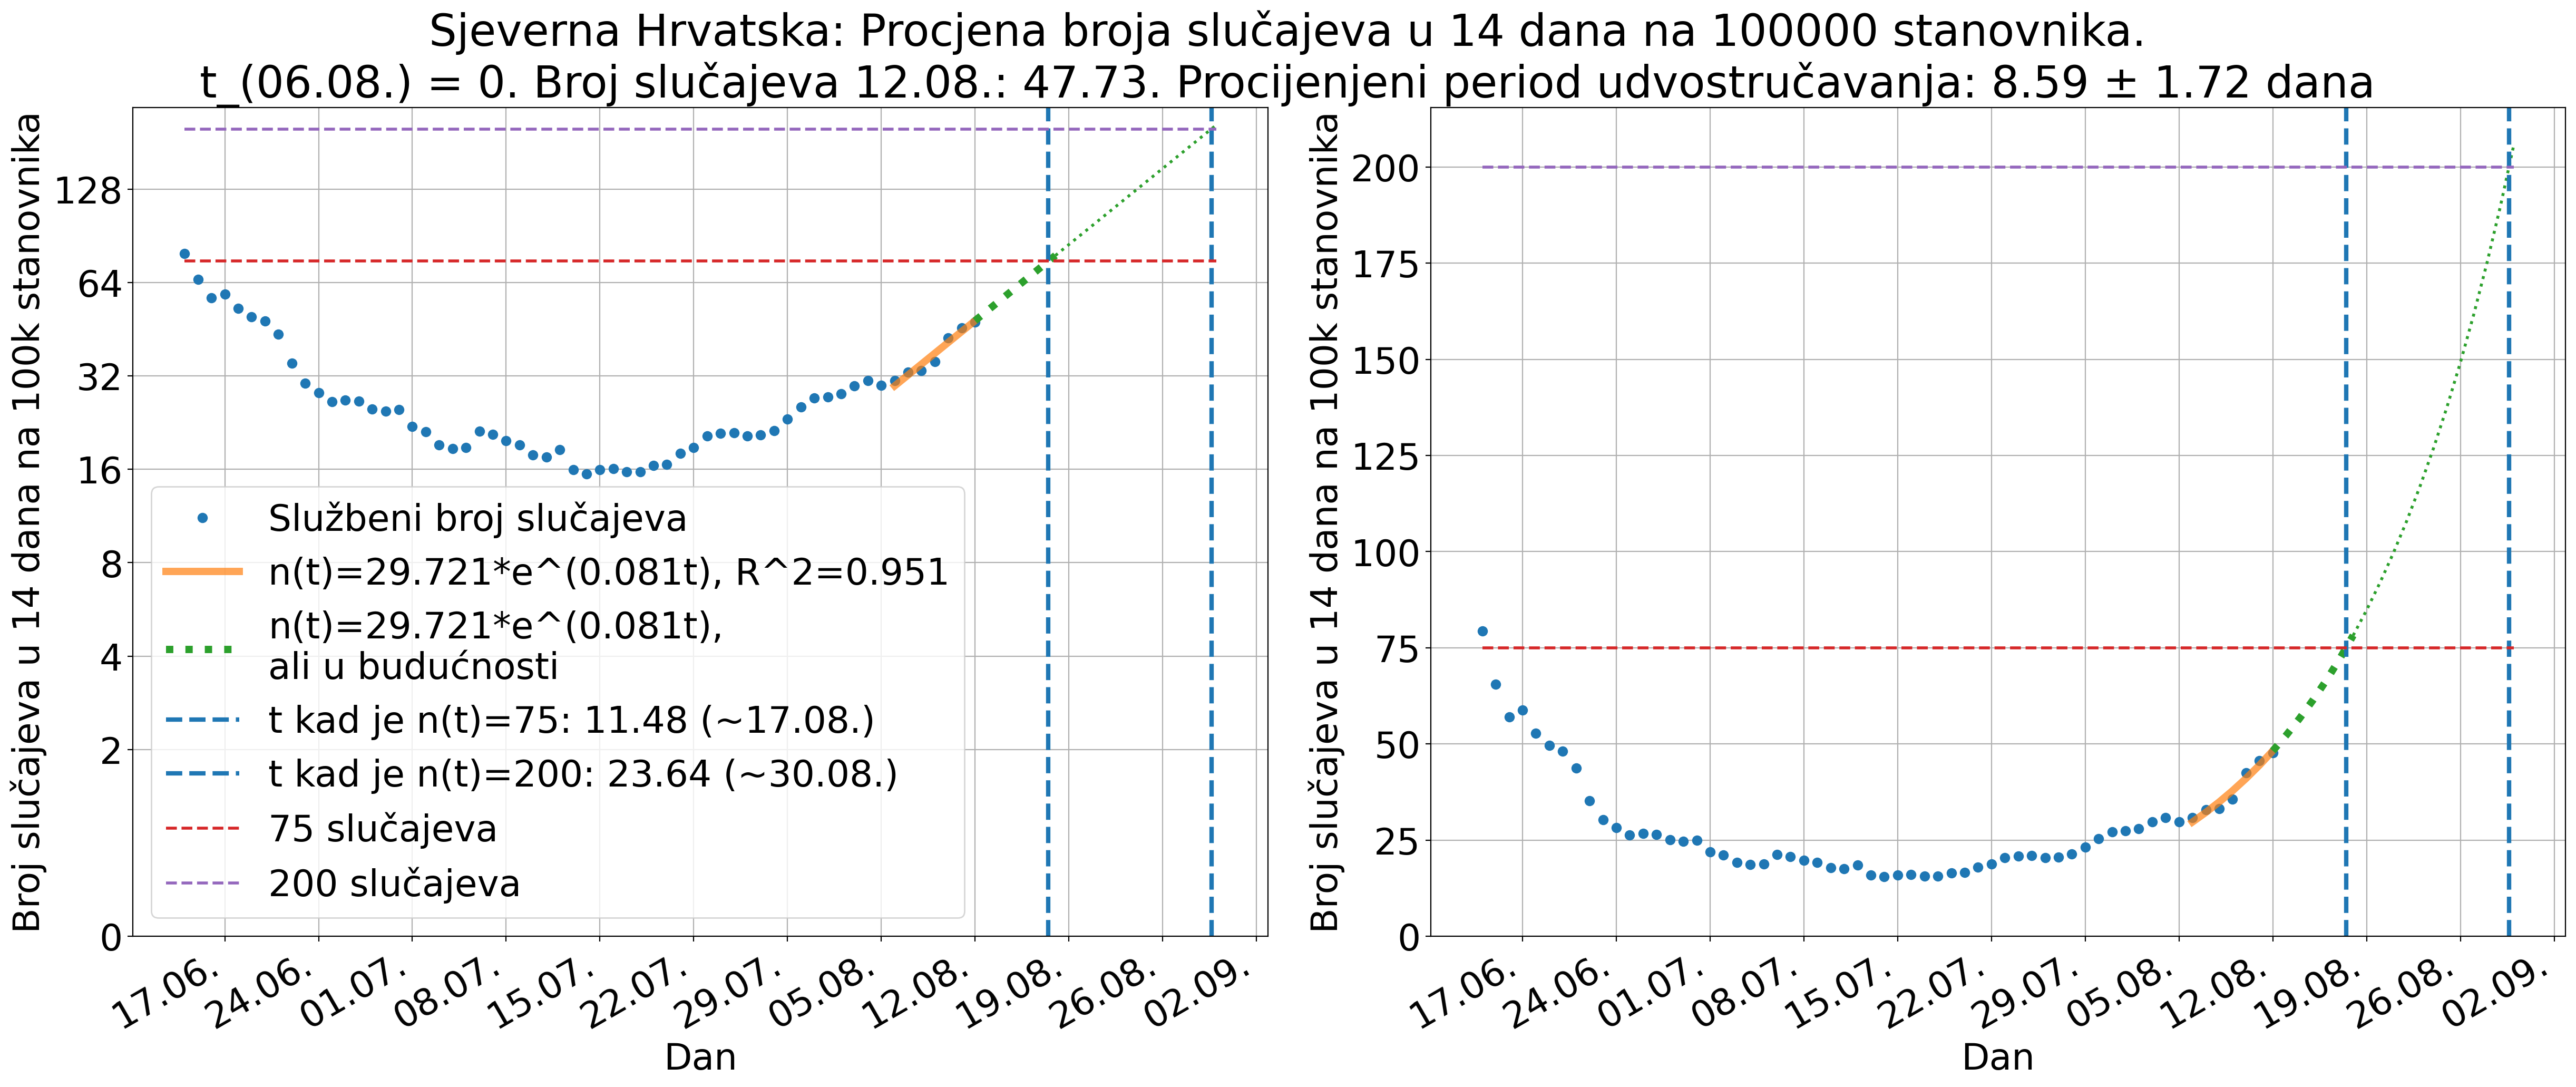 Sjeverna Hrvatska: Procjena broja slučajeva u 14 dana na 100000 stanovnika.
t_(06.08.) = 0. Broj slučajeva 12.08.: 47.73. Procijenjeni period udvostručavanja: 8.59 ± 1.72 dana
Broj slučajeva u 14 dana na 100k stanovnika
128
64
32
16
8
4
2
0
Službeni broj slučajeva
n(t)=29.721*e^(0.081t), R^2=0.951
n(t)=29.721*e^(0.081t),
ali u budućnosti
t kad je n(t)=75: 11.48 (~17.08.)
t kad je n(t)=200: 23.64 (~30.08.)
75 slučajeva
200 slučajeva
17.06. 24.06. 01.07. 08.07. 15.07. 22.07. 29.07. 05.08. 12.08. 19.08. 26.08. 02.09.
Dan
Broj slučajeva u 14 dana na 100k stanovnika
200
175
150
125
100
75
50
25
0
17.06. 24.06. 01.07. 08.07. 15.07. 22.07. 29.07. 05.08. 12.08. 19.08. 26.08. 02.09.
Dan